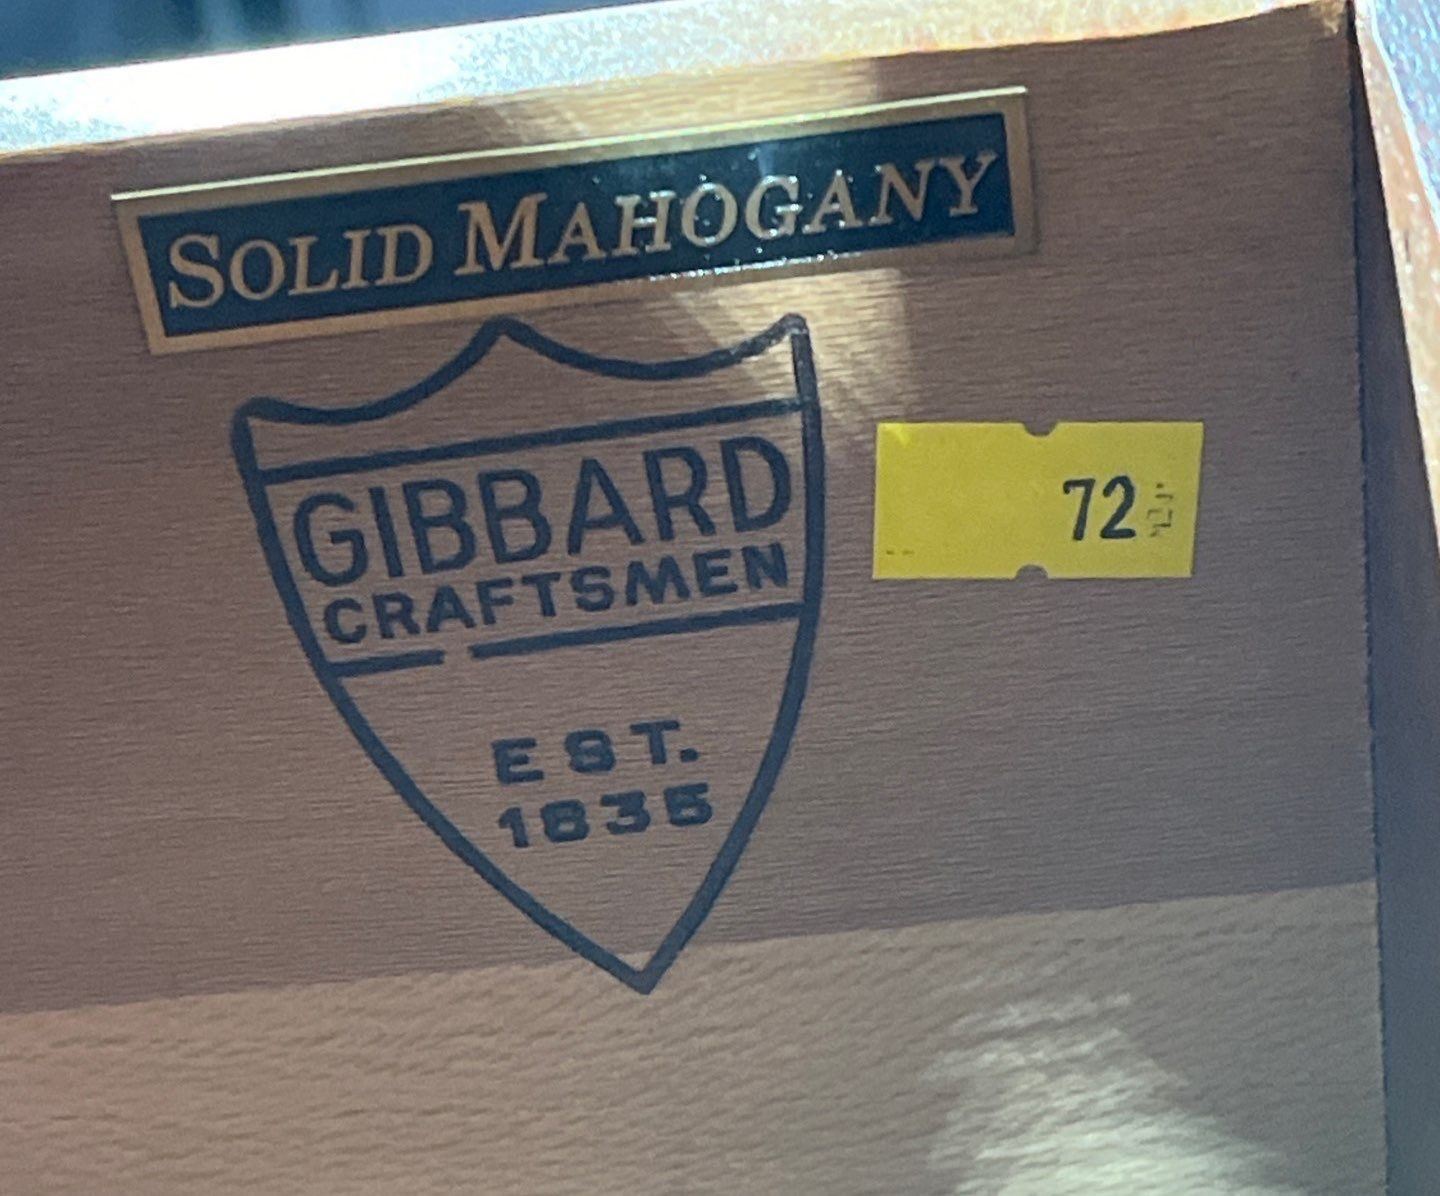 SOLID MAHOGANY
GIBBARD
CRAFTSMEN
EST.
1835
72